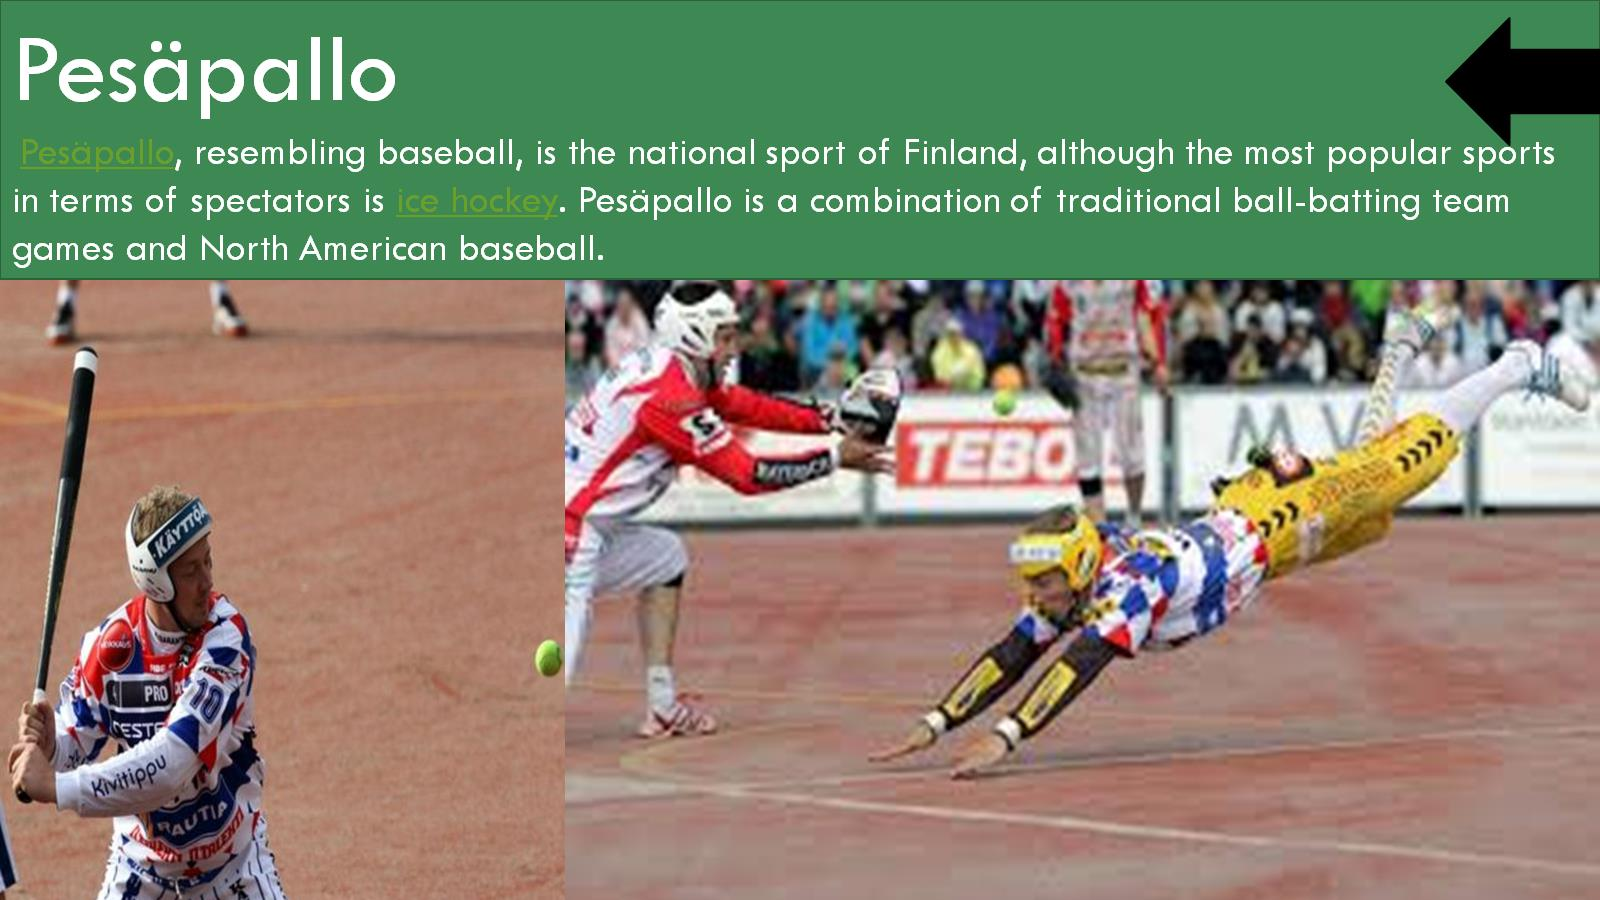 Pesäpallo
Pesäpallo, resembling baseball, is the national sport of Finland, although the most popular sports
in terms of spectators is ice hockey. Pesäpallo is a combination of traditional ball-batting team
games and North American baseball.
KÄYTTÖ
PRO
10
Kivitippu
RAUTIA
TEBO